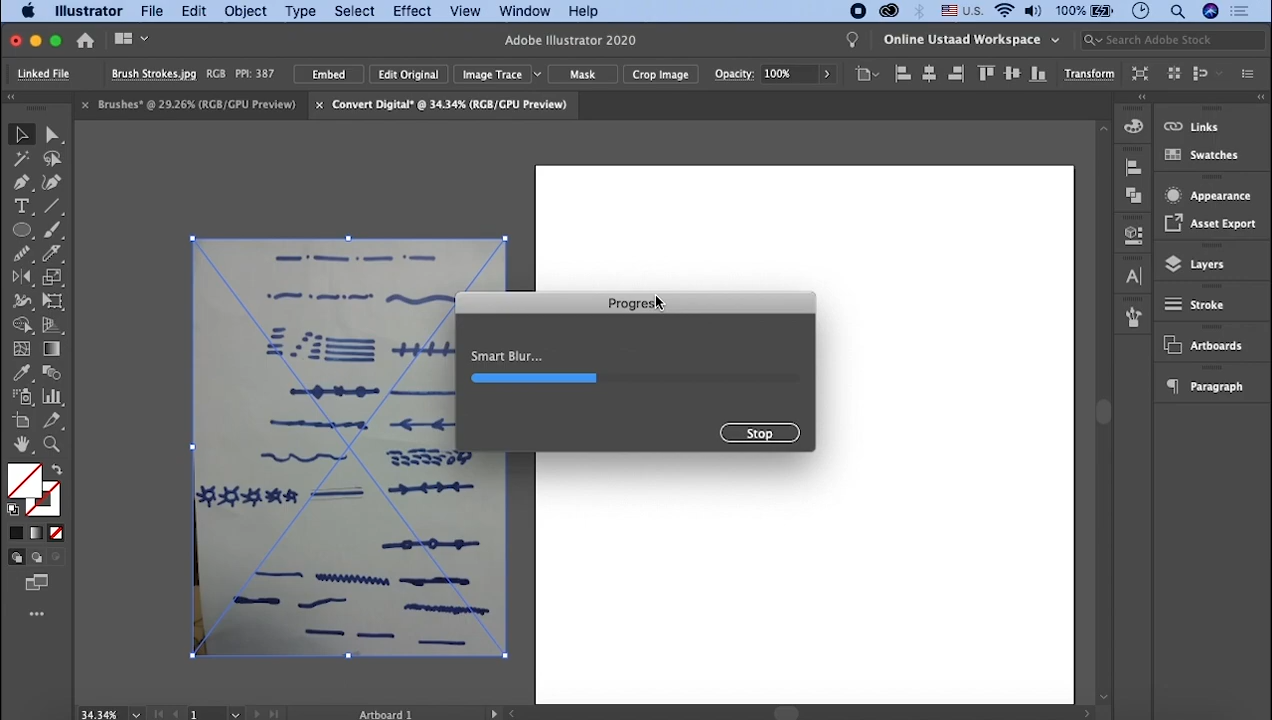 Illustrator File Edit Object Type Select Effect View Window Help U.S. 100%
Adobe Illustrator 2020 Online Ustaad Workspace Search Adobe Stock
Linked File Brush Strokes.jpg RGB PPI: 387 Embed Edit Original Image Trace Mask Crop Image Opacity: 100% Transform
Brushes* @ 29.26% (RGB/GPU Preview) Convert Digital* @ 34.34% (RGB/GPU Preview)
Links
Swatches
Appearance
Asset Export
Layers
Stroke
Artboards
Paragraph
Progress
Smart Blur...
Stop
34.34% 1 Artboard 1